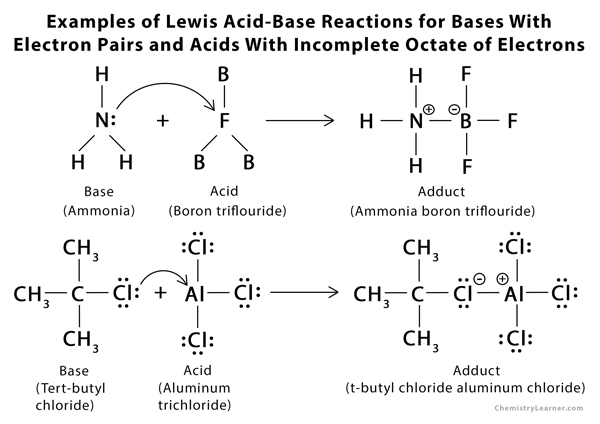 Examples of Lewis Acid-Base Reactions for Bases With
Electron Pairs and Acids With Incomplete Octate of Electrons
H B H F
N: + F H — N⊕ — ⊖B — F
H H B B H F
Base Acid Adduct
(Ammonia) (Boron triflouride) (Ammonia boron triflouride)
CH3 :Cl: CH3 :Cl:
CH3 — C — Cl: + Al — Cl: CH3 — C — Cl⊖ — ⊕Al — Cl:
CH3 :Cl: CH3 :Cl:
Base Acid Adduct
(Tert-butyl (Aluminum (t-butyl chloride aluminum chloride)
chloride) trichloride)
ChemistryLearner.com